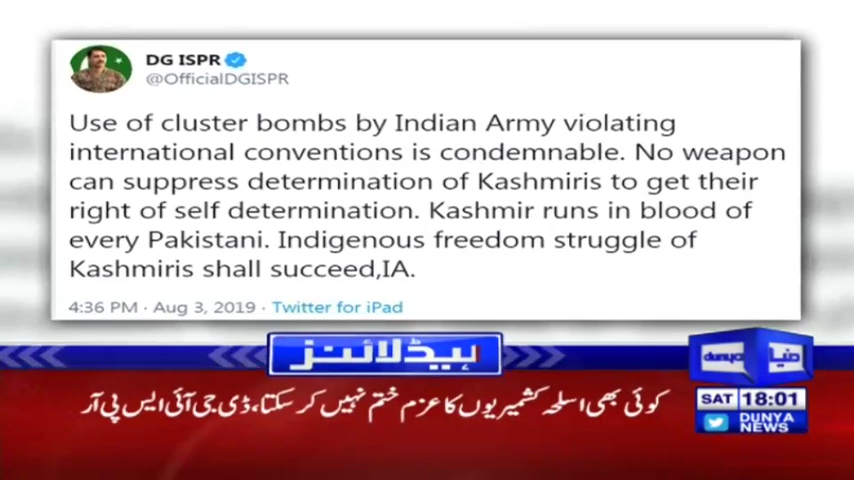 DG ISPR
@OfficialDGISPR
Use of cluster bombs by Indian Army violating
international conventions is condemnable. No weapon
can suppress determination of Kashmiris to get their
right of self determination. Kashmir runs in blood of
every Pakistani. Indigenous freedom struggle of
Kashmiris shall succeed,IA.
4:36 PM · Aug 3, 2019 · Twitter for iPad
ہیڈلائنز
dunya دنیا
کوئی بھی اسلحہ کشمیریوں کا عزم ختم نہیں کر سکتا، ڈی جی آئی ایس پی آر
SAT 18:01
DUNYA
NEWS